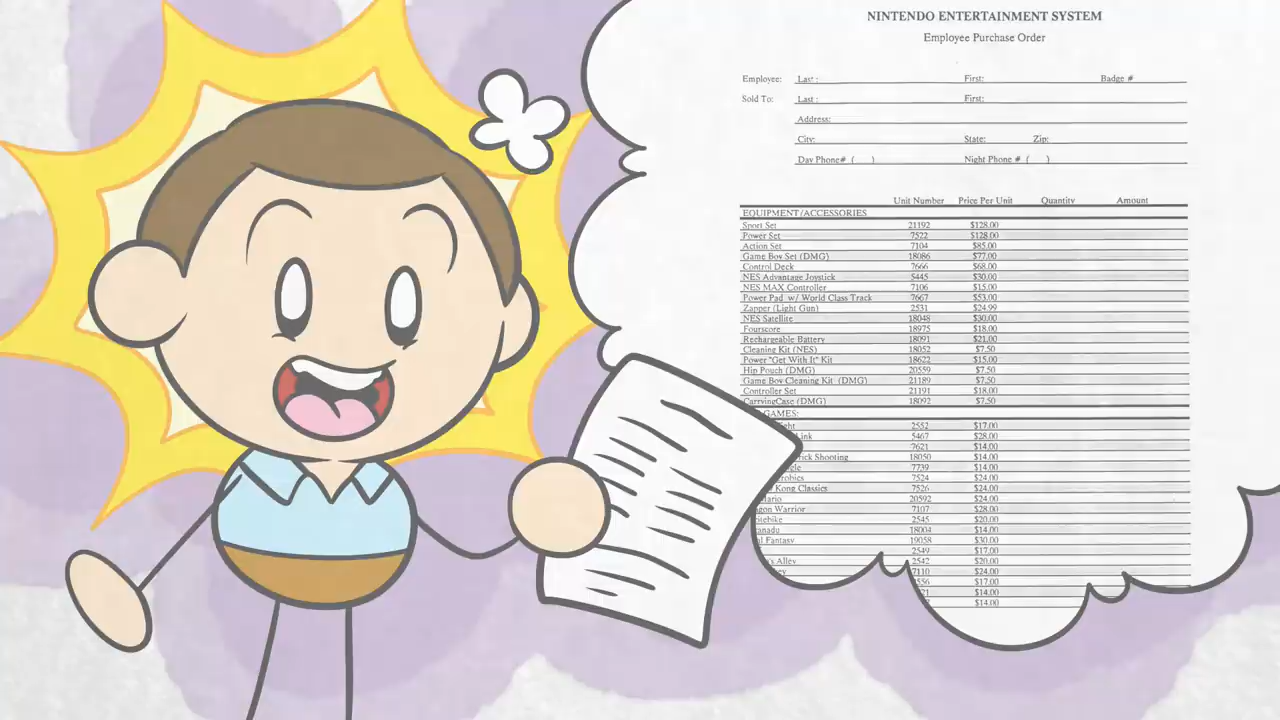 NINTENDO ENTERTAINMENT SYSTEM
Employee Purchase Order
Employee: Last : First: Badge #
Sold To: Last : First:
Address:
City: State: Zip:
Day Phone# ( ) Night Phone # ( )
Unit Number Price Per Unit Quantity Amount
EQUIPMENT/ACCESSORIES
Sport Set 21192 $128.00
Power Set 7522 $128.00
Action Set 7104 $85.00
Game Boy Set (DMG) 18086 $77.00
Control Deck 7666 $68.00
NES Advantage Joystick 5445 $30.00
NES MAX Controller 7106 $15.00
Power Pad w/ World Class Track 7667 $53.00
Zapper (Light Gun) 2531 $24.99
NES Satellite 18048 $30.00
Fourscore 18975 $18.00
Rechargeable Battery 18091 $21.00
Cleaning Kit (NES) 18052 $7.50
Power "Get With It" Kit 18622 $15.00
Hip Pouch (DMG) 20559 $7.50
Game Boy Cleaning Kit (DMG) 21189 $7.50
Controller Set 21191 $18.00
CarryingCase (DMG) 18092 $7.50
GAMES:
2552 $17.00
Link 5467 $28.00
7621 $14.00
Shooting 18050 $14.00
7739 $14.00
7524 $24.00
Kong Classics 7526 $24.00
Mario 20592 $24.00
Warrior 7107 $28.00
2545 $20.00
18004 $14.00
Fantasy 19058 $30.00
2549 $17.00
Alley 2542 $20.00
7110 $24.00
$17.00
$14.00
$14.00